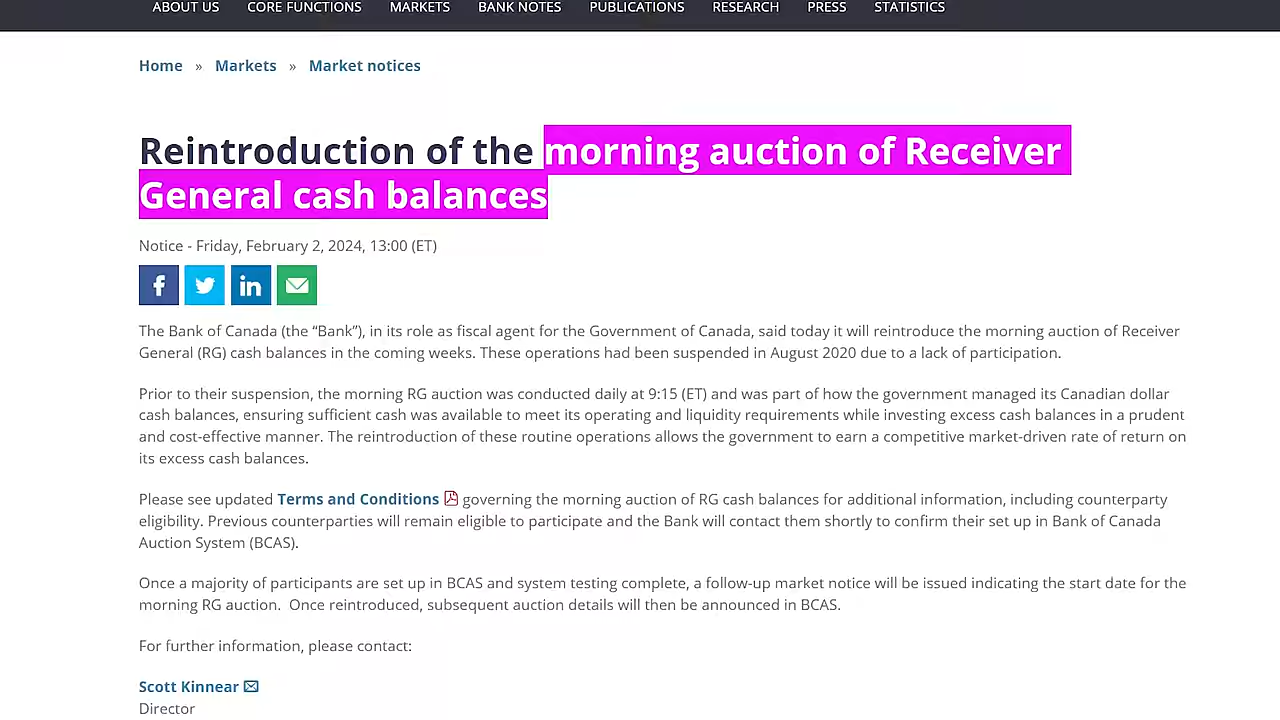 ABOUT US CORE FUNCTIONS MARKETS BANK NOTES PUBLICATIONS RESEARCH PRESS STATISTICS
Home » Markets » Market notices
Reintroduction of the morning auction of Receiver
General cash balances
Notice - Friday, February 2, 2024, 13:00 (ET)
The Bank of Canada (the “Bank”), in its role as fiscal agent for the Government of Canada, said today it will reintroduce the morning auction of Receiver
General (RG) cash balances in the coming weeks. These operations had been suspended in August 2020 due to a lack of participation.
Prior to their suspension, the morning RG auction was conducted daily at 9:15 (ET) and was part of how the government managed its Canadian dollar
cash balances, ensuring sufficient cash was available to meet its operating and liquidity requirements while investing excess cash balances in a prudent
and cost-effective manner. The reintroduction of these routine operations allows the government to earn a competitive market-driven rate of return on
its excess cash balances.
Please see updated Terms and Conditions governing the morning auction of RG cash balances for additional information, including counterparty
eligibility. Previous counterparties will remain eligible to participate and the Bank will contact them shortly to confirm their set up in Bank of Canada
Auction System (BCAS).
Once a majority of participants are set up in BCAS and system testing complete, a follow-up market notice will be issued indicating the start date for the
morning RG auction. Once reintroduced, subsequent auction details will then be announced in BCAS.
For further information, please contact:
Scott Kinnear
Director